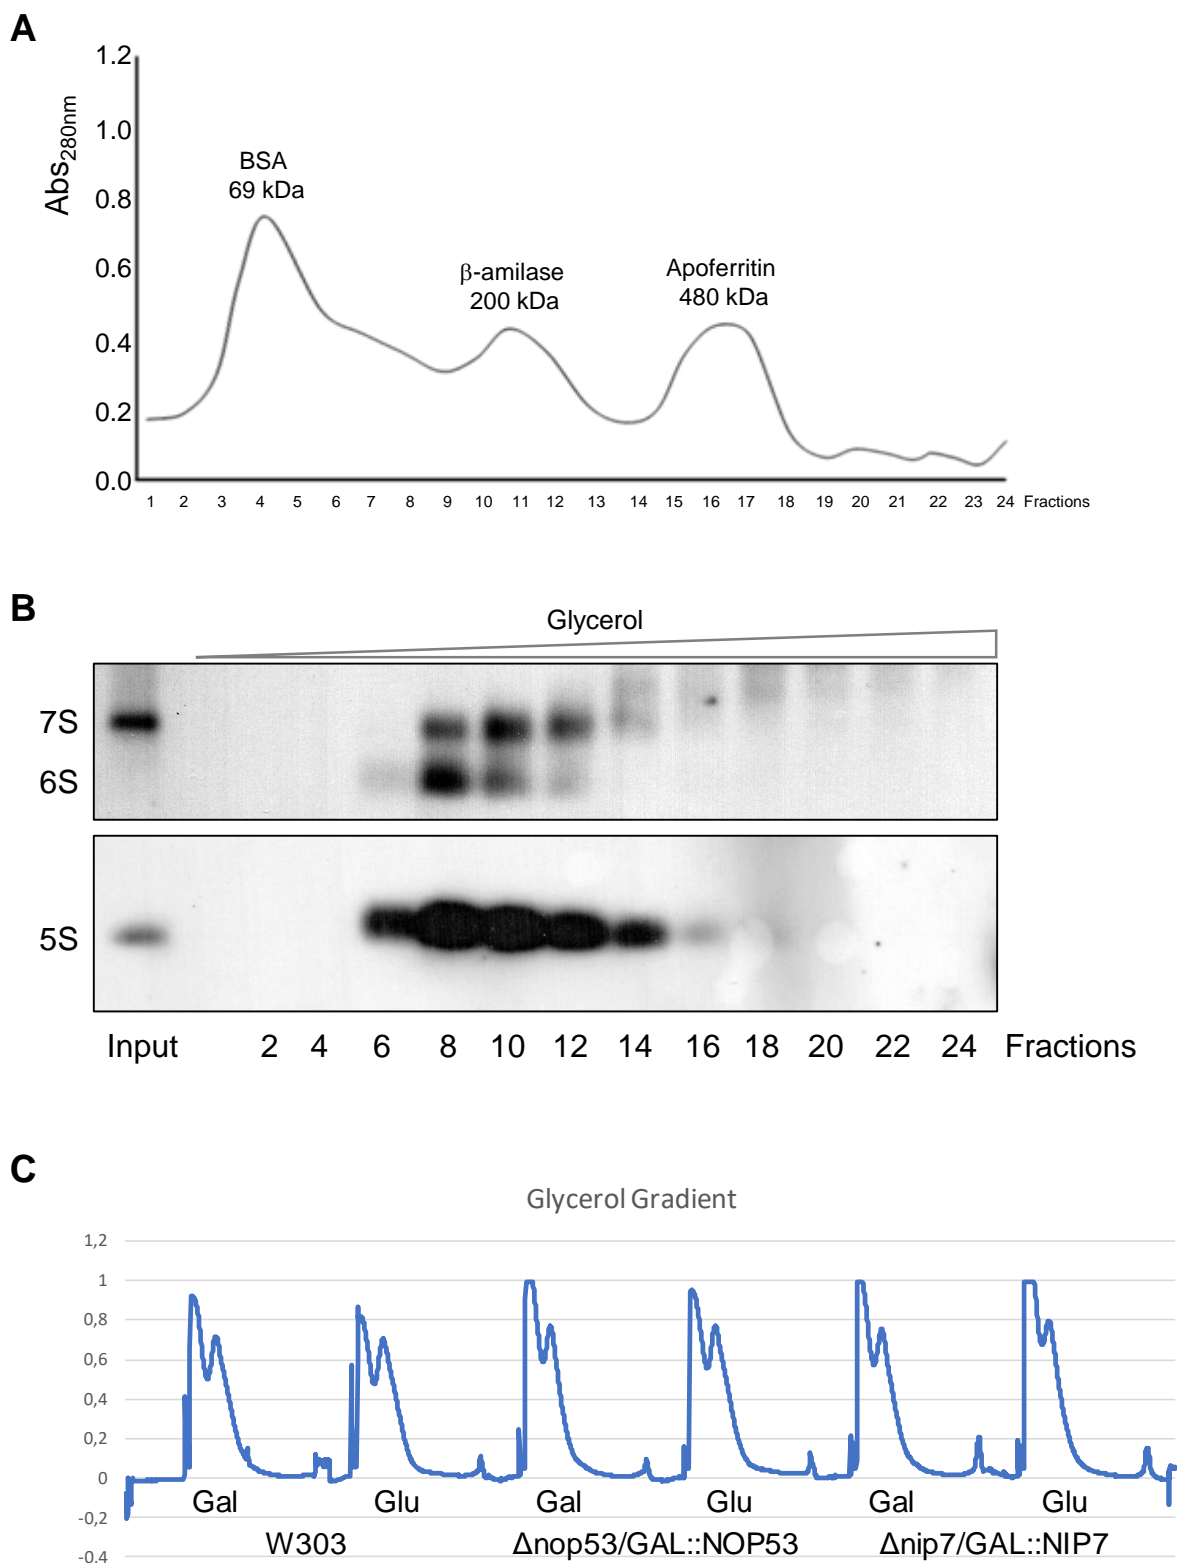 A
1.2
1.0
0.8
0.6
0.4
0.2
0.0
Abs280nm
BSA
69 kDa
β-amilase
200 kDa
Apoferritin
480 kDa
1 2 3 4 5 6 7 8 9 10 11 12 13 14 15 16 17 18 19 20 21 22 23 24 Fractions
B
Glycerol
7S
6S
5S
Input 2 4 6 8 10 12 14 16 18 20 22 24 Fractions
C
Glycerol Gradient
1,2
1
0,8
0,6
0,4
0,2
0
-0,2
-0.4
Gal Glu Gal Glu Gal Glu
W303 Δnop53/GAL::NOP53 Δnip7/GAL::NIP7